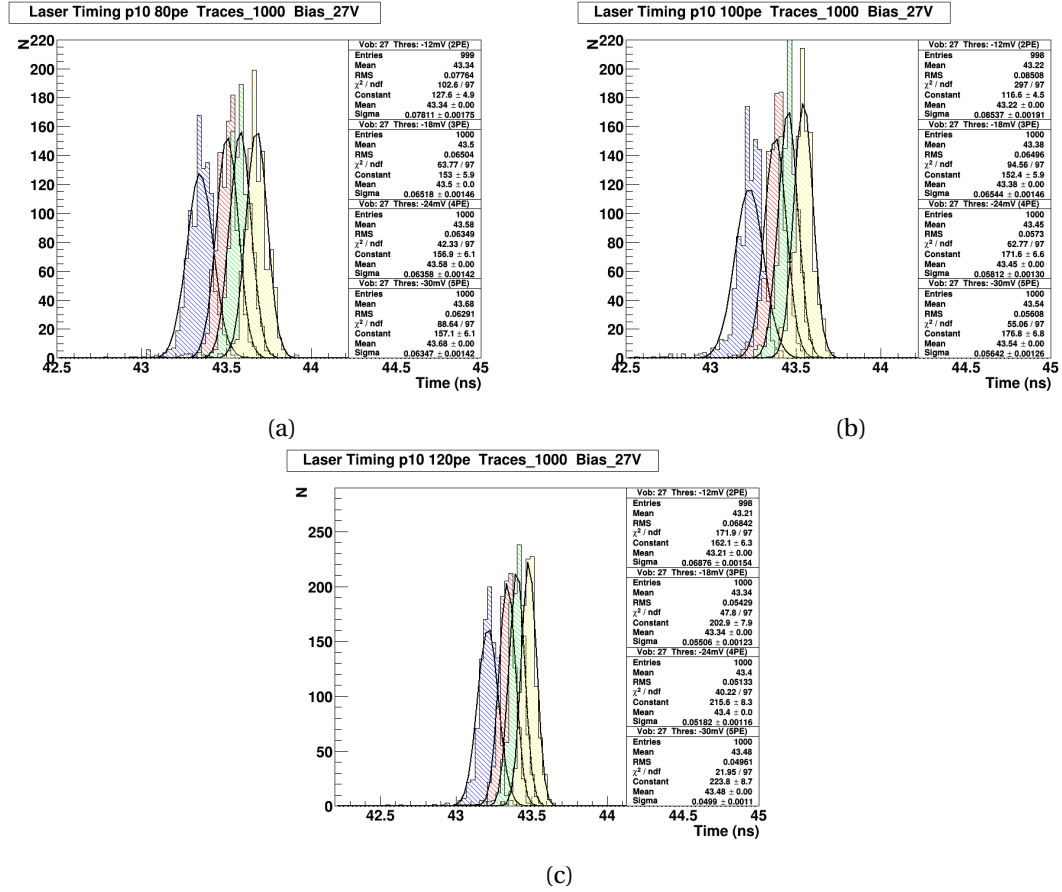 Laser Timing p10 80pe Traces_1000 Bias_27V
N
220
200
180
160
140
120
100
80
60
40
20
0
42.5 43 43.5 44 44.5 45
Time (ns)
Vob: 27 Thres: -12mV (2PE)
Entries 999
Mean 43.34
RMS 0.07764
χ² / ndf 102.6 / 97
Constant 127.6 ± 4.9
Mean 43.34 ± 0.00
Sigma 0.07811 ± 0.00175
Vob: 27 Thres: -18mV (3PE)
Entries 1000
Mean 43.5
RMS 0.06504
χ² / ndf 63.77 / 97
Constant 153 ± 5.9
Mean 43.5 ± 0.0
Sigma 0.06518 ± 0.00146
Vob: 27 Thres: -24mV (4PE)
Entries 1000
Mean 43.58
RMS 0.06349
χ² / ndf 42.33 / 97
Constant 156.9 ± 6.1
Mean 43.58 ± 0.00
Sigma 0.06358 ± 0.00142
Vob: 27 Thres: -30mV (5PE)
Entries 1000
Mean 43.68
RMS 0.06291
χ² / ndf 88.64 / 97
Constant 157.1 ± 6.1
Mean 43.68 ± 0.00
Sigma 0.06347 ± 0.00142
(a)
Laser Timing p10 100pe Traces_1000 Bias_27V
N
220
200
180
160
140
120
100
80
60
40
20
0
42.5 43 43.5 44 44.5 45
Time (ns)
Vob: 27 Thres: -12mV (2PE)
Entries 998
Mean 43.22
RMS 0.08508
χ² / ndf 297 / 97
Constant 116.6 ± 4.5
Mean 43.22 ± 0.00
Sigma 0.08537 ± 0.00191
Vob: 27 Thres: -18mV (3PE)
Entries 1000
Mean 43.38
RMS 0.06496
χ² / ndf 94.56 / 97
Constant 152.4 ± 5.9
Mean 43.38 ± 0.00
Sigma 0.06544 ± 0.00146
Vob: 27 Thres: -24mV (4PE)
Entries 1000
Mean 43.45
RMS 0.0573
χ² / ndf 62.77 / 97
Constant 171.6 ± 6.6
Mean 43.45 ± 0.00
Sigma 0.05812 ± 0.00130
Vob: 27 Thres: -30mV (5PE)
Entries 1000
Mean 43.54
RMS 0.05608
χ² / ndf 55.06 / 97
Constant 176.8 ± 6.8
Mean 43.54 ± 0.00
Sigma 0.05642 ± 0.00126
(b)
Laser Timing p10 120pe Traces_1000 Bias_27V
N
250
200
150
100
50
0
42.5 43 43.5 44 44.5 45
Time (ns)
Vob: 27 Thres: -12mV (2PE)
Entries 998
Mean 43.21
RMS 0.06842
χ² / ndf 171.9 / 97
Constant 162.1 ± 6.3
Mean 43.21 ± 0.00
Sigma 0.06876 ± 0.00154
Vob: 27 Thres: -18mV (3PE)
Entries 1000
Mean 43.34
RMS 0.05429
χ² / ndf 47.8 / 97
Constant 202.9 ± 7.9
Mean 43.34 ± 0.00
Sigma 0.05506 ± 0.00123
Vob: 27 Thres: -24mV (4PE)
Entries 1000
Mean 43.4
RMS 0.05133
χ² / ndf 40.22 / 97
Constant 215.6 ± 8.3
Mean 43.4 ± 0.0
Sigma 0.05182 ± 0.00116
Vob: 27 Thres: -30mV (5PE)
Entries 1000
Mean 43.48
RMS 0.04961
χ² / ndf 21.95 / 97
Constant 223.8 ± 8.7
Mean 43.48 ± 0.00
Sigma 0.0499 ± 0.0011
(c)